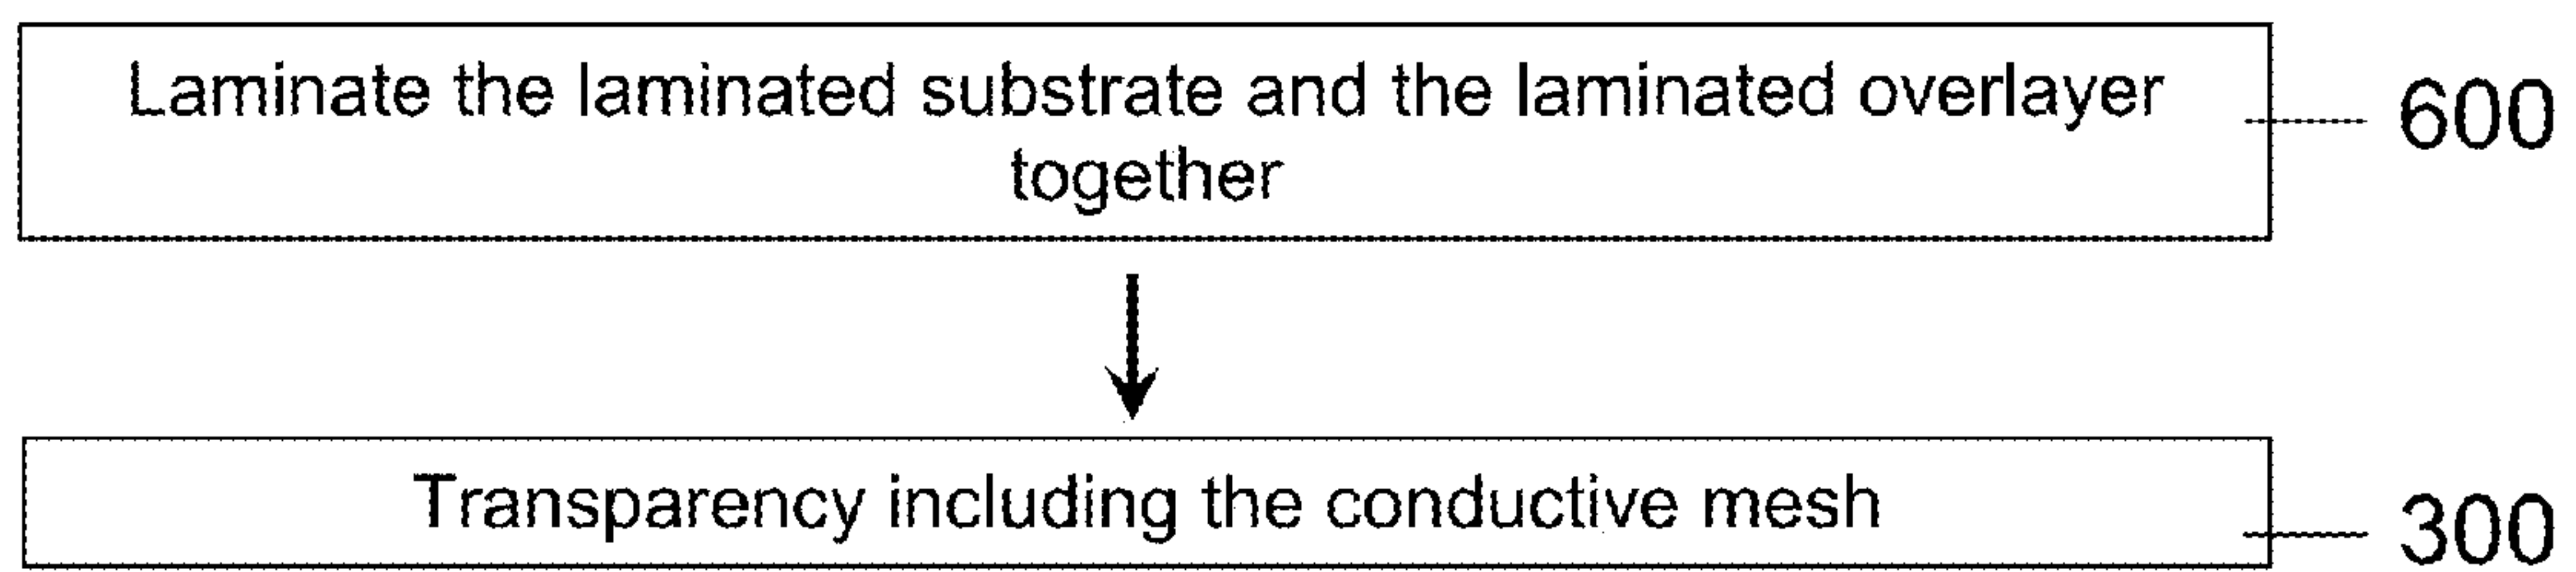 Laminate the laminated substrate and the laminated overlayer
together
600
Transparency including the conductive mesh
300